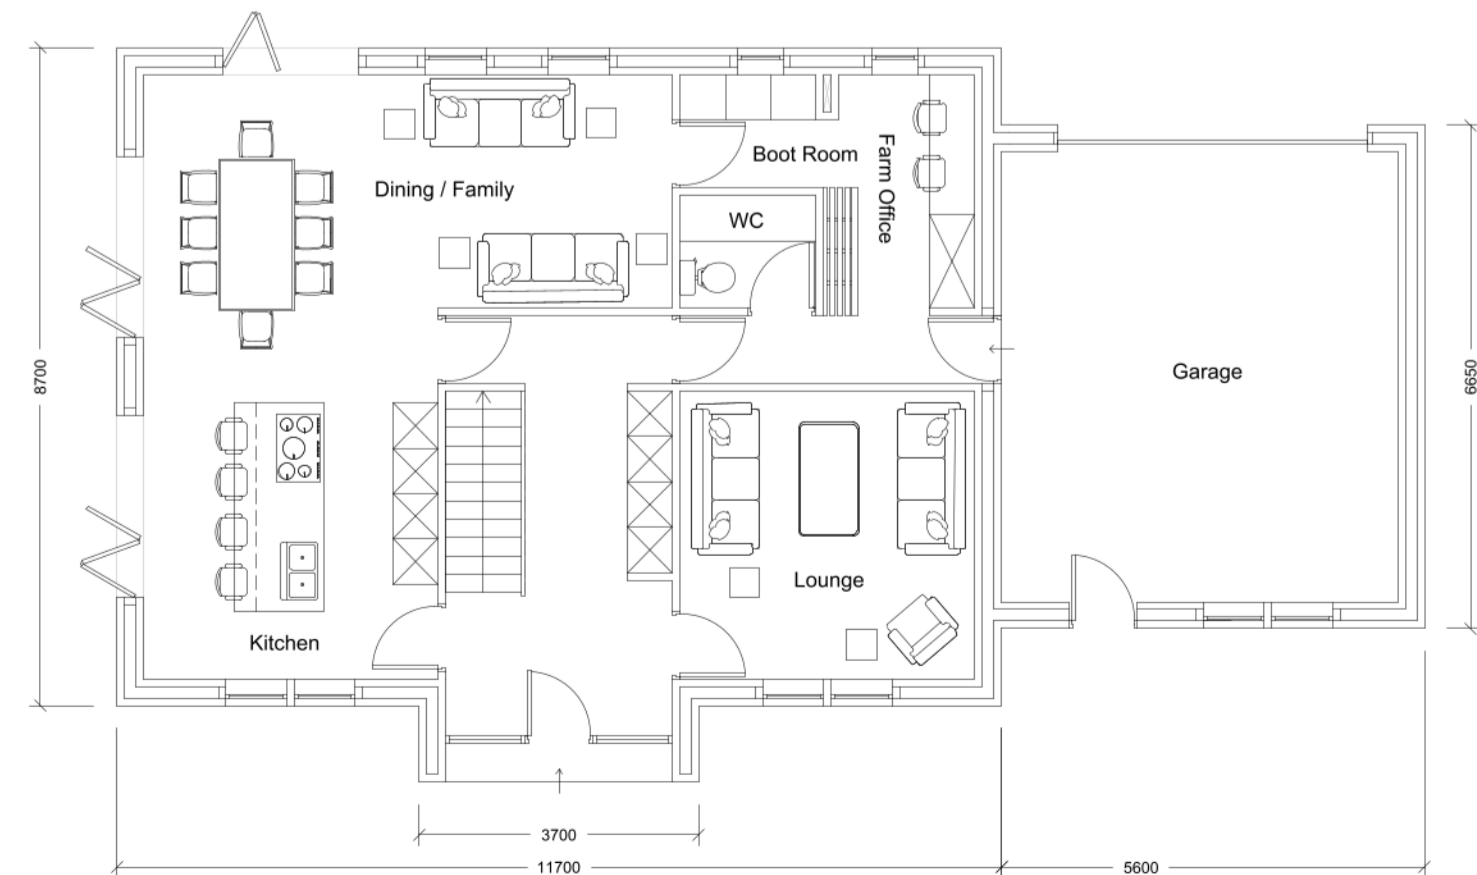 Boot Room
Farm Office
Dining / Family
WC
8700
6650
Garage
Lounge
Kitchen
3700
11700
5600